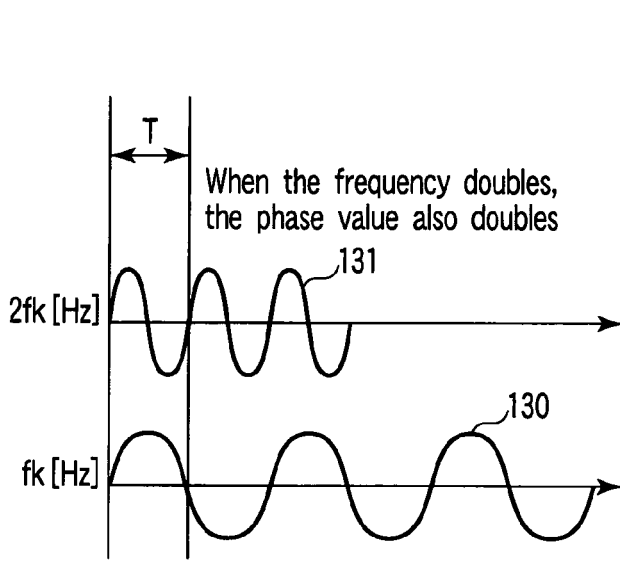 T
When the frequency doubles,
the phase value also doubles
131
2fk [Hz]
130
fk [Hz]